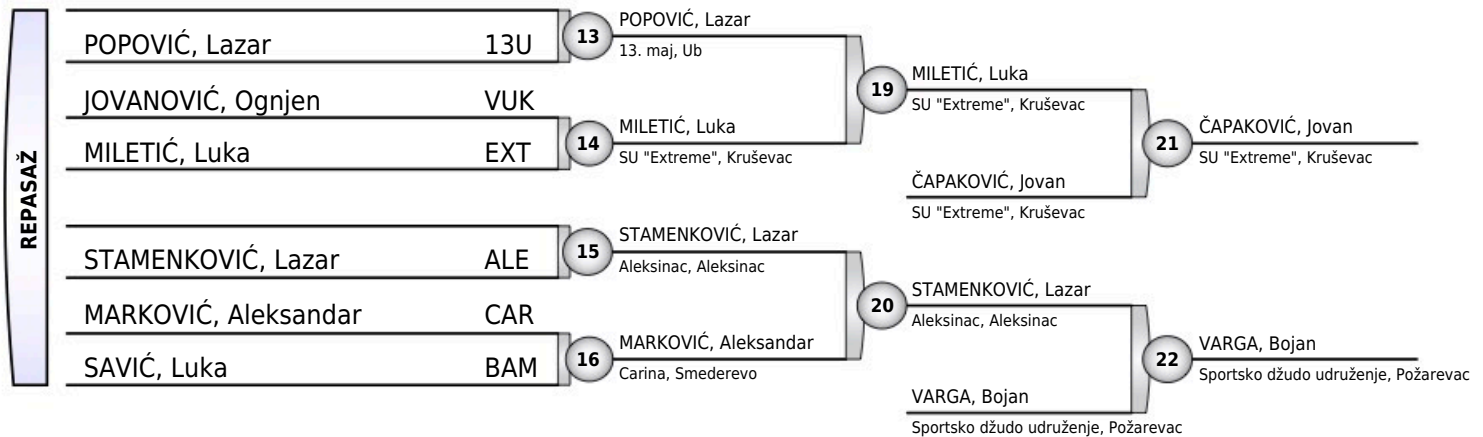 REPASAŽ
POPOVIĆ, Lazar 13U
JOVANOVIĆ, Ognjen VUK
MILETIĆ, Luka EXT
STAMENKOVIĆ, Lazar ALE
MARKOVIĆ, Aleksandar CAR
SAVIĆ, Luka BAM
13
POPOVIĆ, Lazar
13. maj, Ub
14
MILETIĆ, Luka
SU "Extreme", Kruševac
15
STAMENKOVIĆ, Lazar
Aleksinac, Aleksinac
16
MARKOVIĆ, Aleksandar
Carina, Smederevo
19
MILETIĆ, Luka
SU "Extreme", Kruševac
ČAPAKOVIĆ, Jovan
SU "Extreme", Kruševac
20
STAMENKOVIĆ, Lazar
Aleksinac, Aleksinac
VARGA, Bojan
Sportsko džudo udruženje, Požarevac
21
ČAPAKOVIĆ, Jovan
SU "Extreme", Kruševac
22
VARGA, Bojan
Sportsko džudo udruženje, Požarevac